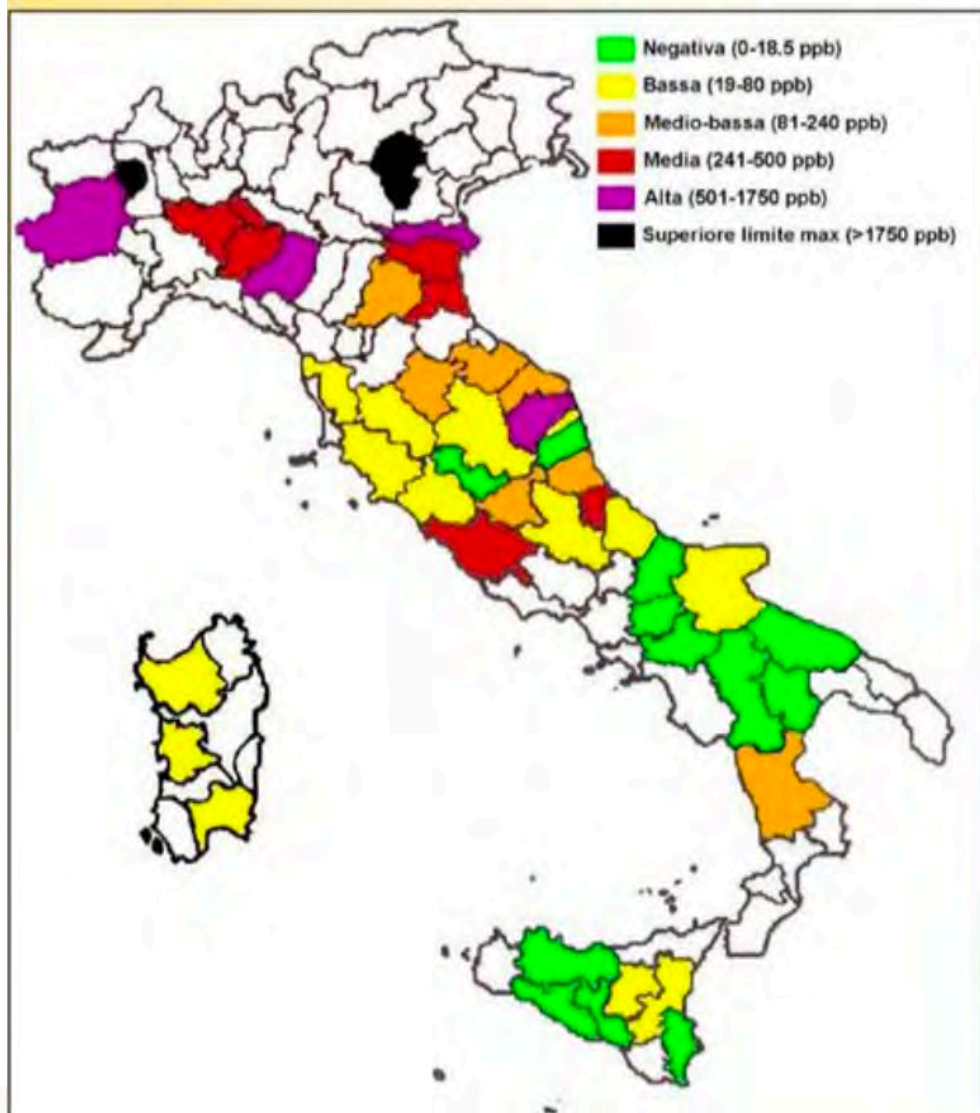 Negativa (0-18.5 ppb)
Bassa (19-80 ppb)
Medio-bassa (81-240 ppb)
Media (241-500 ppb)
Alta (501-1750 ppb)
Superiore limite max (>1750 ppb)